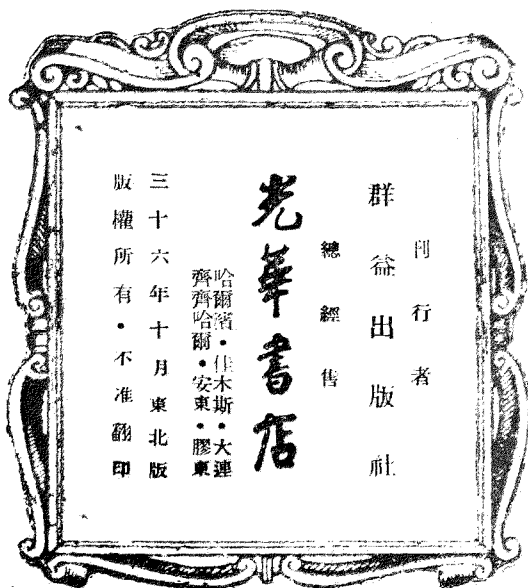 刊行者
群益出版社
總經售
光華書店
哈爾濱·佳木斯·大連
齊齊哈爾·安東·膠東
三十六年十月東北版
版權所有·不准翻印